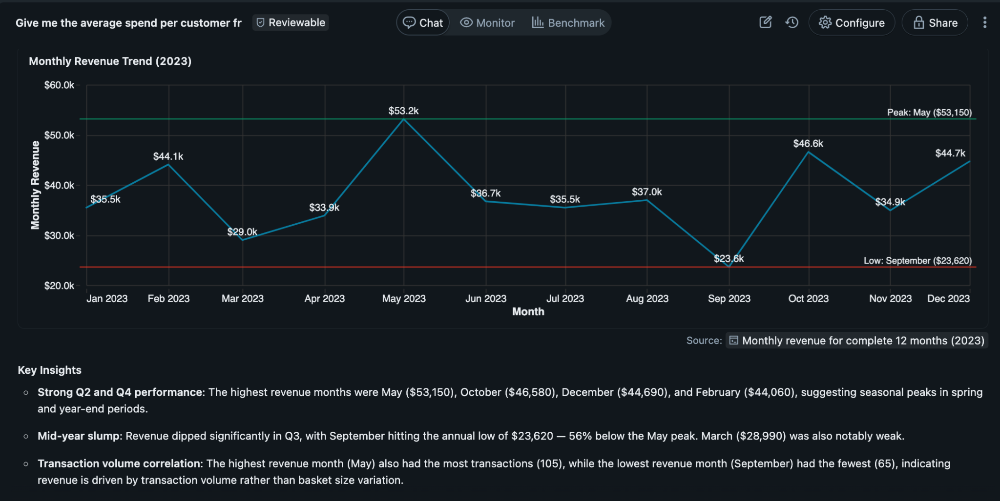 Give me the average spend per customer fr
Reviewable
Chat
Monitor
Benchmark
Configure
Share
Monthly Revenue Trend (2023)
$60.0k
$50.0k
$40.0k
$30.0k
$20.0k
Monthly Revenue
$35.5k
$44.1k
$29.0k
$33.9k
$53.2k
$36.7k
$35.5k
$37.0k
$23.6k
$46.6k
$34.9k
$44.7k
Peak: May ($53,150)
Low: September ($23,620)
Jan 2023
Feb 2023
Mar 2023
Apr 2023
May 2023
Jun 2023
Jul 2023
Aug 2023
Sep 2023
Oct 2023
Nov 2023
Dec 2023
Month
Source: Monthly revenue for complete 12 months (2023)
Key Insights
Strong Q2 and Q4 performance: The highest revenue months were May ($53,150), October ($46,580), December ($44,690), and February ($44,060), suggesting seasonal peaks in spring
and year-end periods.
Mid-year slump: Revenue dipped significantly in Q3, with September hitting the annual low of $23,620 — 56% below the May peak. March ($28,990) was also notably weak.
Transaction volume correlation: The highest revenue month (May) also had the most transactions (105), while the lowest revenue month (September) had the fewest (65), indicating
revenue is driven by transaction volume rather than basket size variation.